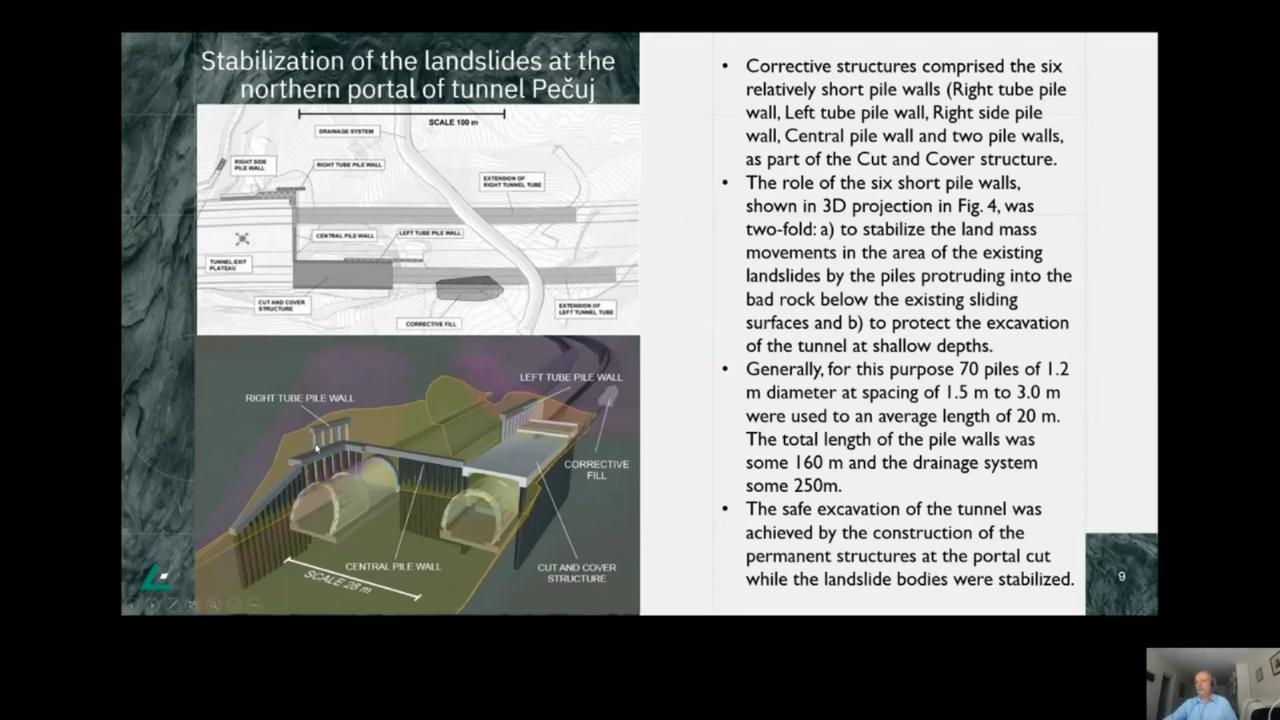 Stabilization of the landslides at the
northern portal of tunnel Pečuj
SCALE 100 m
DRAINAGE SYSTEM
RIGHT SIDE
PILE WALL
RIGHT TUBE PILE WALL
EXTENSION OF
RIGHT TUNNEL TUBE
CENTRAL PILE WALL
LEFT TUBE PILE WALL
TUNNEL EXIT
PLATEAU
CUT AND COVER
STRUCTURE
CORRECTIVE FILL
EXTENSION OF
LEFT TUNNEL TUBE
LEFT TUBE PILE WALL
RIGHT TUBE PILE WALL
CORRECTIVE
FILL
CENTRAL PILE WALL
CUT AND COVER
STRUCTURE
SCALE 28 m
• Corrective structures comprised the six
relatively short pile walls (Right tube pile
wall, Left tube pile wall, Right side pile
wall, Central pile wall and two pile walls,
as part of the Cut and Cover structure.
• The role of the six short pile walls,
shown in 3D projection in Fig. 4, was
two-fold: a) to stabilize the land mass
movements in the area of the existing
landslides by the piles protruding into the
bad rock below the existing sliding
surfaces and b) to protect the excavation
of the tunnel at shallow depths.
• Generally, for this purpose 70 piles of 1.2
m diameter at spacing of 1.5 m to 3.0 m
were used to an average length of 20 m.
The total length of the pile walls was
some 160 m and the drainage system
some 250m.
• The safe excavation of the tunnel was
achieved by the construction of the
permanent structures at the portal cut
while the landslide bodies were stabilized.
9